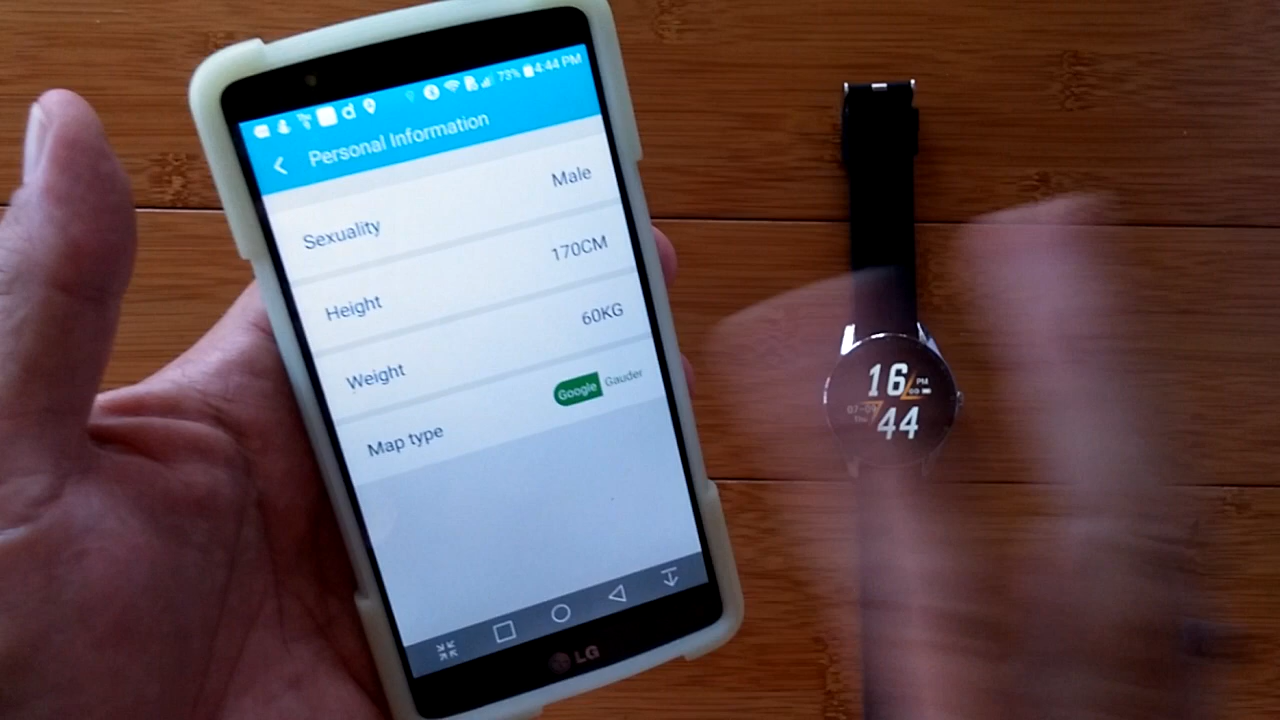 73% 4:44 PM
Personal Information
Sexuality Male
Height 170CM
Weight 60KG
Map type Google Gauder
LG
16 PM
44